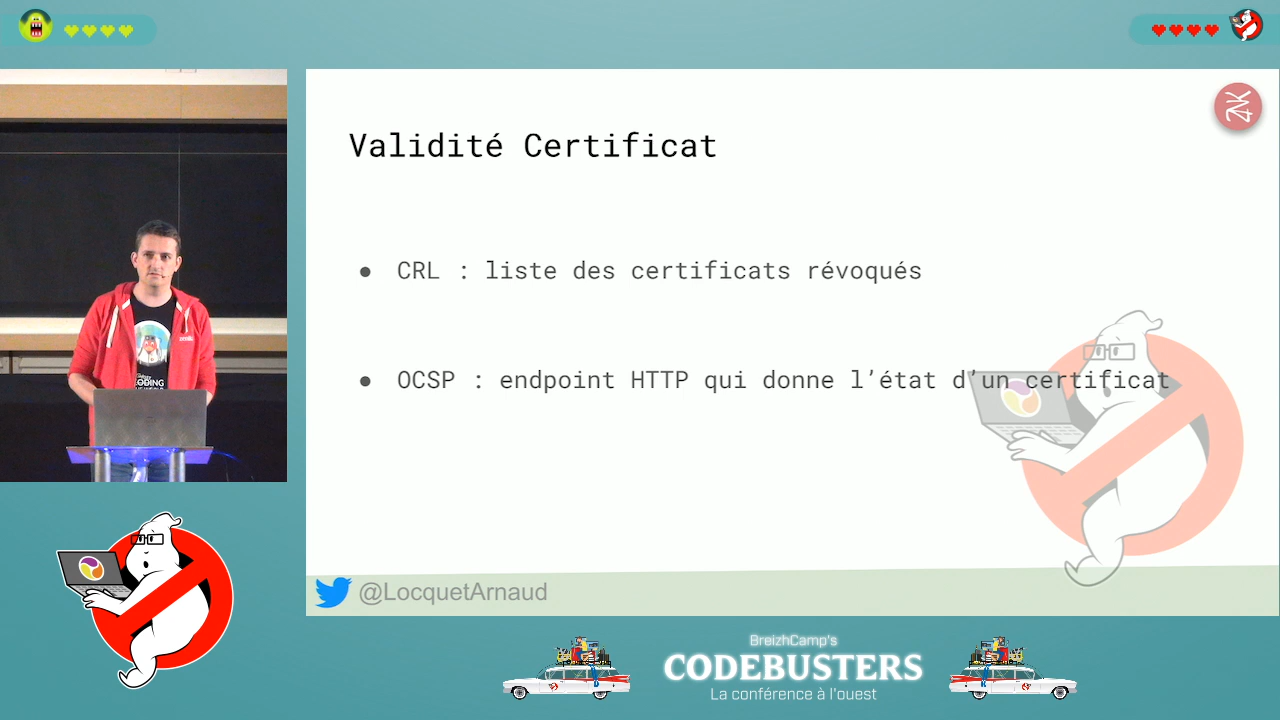 Validité Certificat
● CRL : liste des certificats révoqués
● OCSP : endpoint HTTP qui donne l’état d’un certificat
@LocquetArnaud
CODING
BreizhCamp's
CODEBUSTERS
La conférence à l'ouest